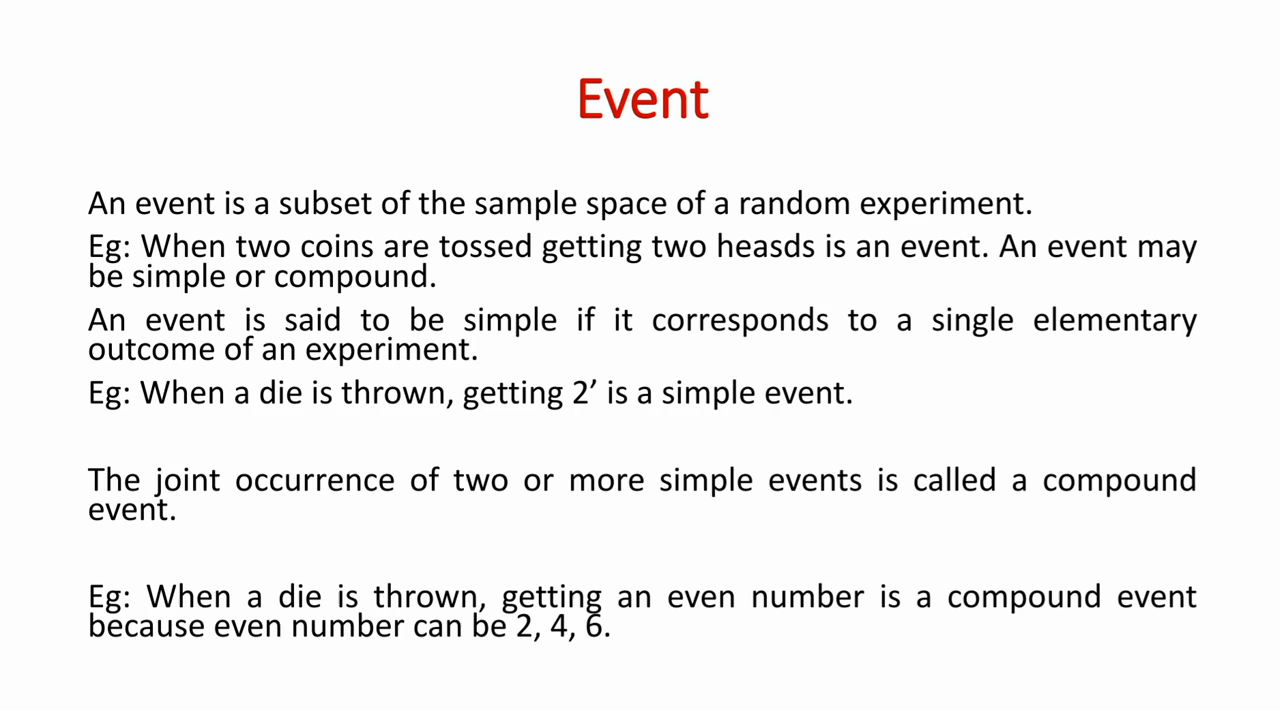 Event
An event is a subset of the sample space of a random experiment.
Eg: When two coins are tossed getting two heasds is an event. An event may
be simple or compound.
An event is said to be simple if it corresponds to a single elementary
outcome of an experiment.
Eg: When a die is thrown, getting 2’ is a simple event.
The joint occurrence of two or more simple events is called a compound
event.
Eg: When a die is thrown, getting an even number is a compound event
because even number can be 2, 4, 6.